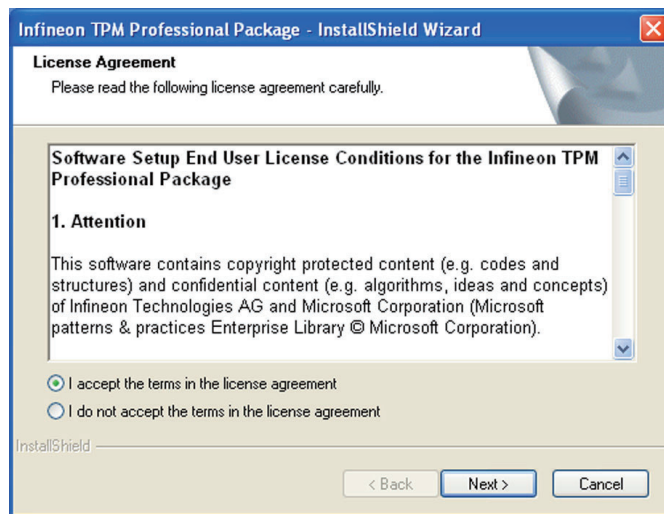 Infineon TPM Professional Package - InstallShield Wizard
License Agreement
Please read the following license agreement carefully.
Software Setup End User License Conditions for the Infineon TPM
Professional Package
1. Attention
This software contains copyright protected content (e.g. codes and
structures) and confidential content (e.g. algorithms, ideas and concepts)
of Infineon Technologies AG and Microsoft Corporation (Microsoft
patterns & practices Enterprise Library © Microsoft Corporation).
I accept the terms in the license agreement
I do not accept the terms in the license agreement
InstallShield
< Back Next > Cancel